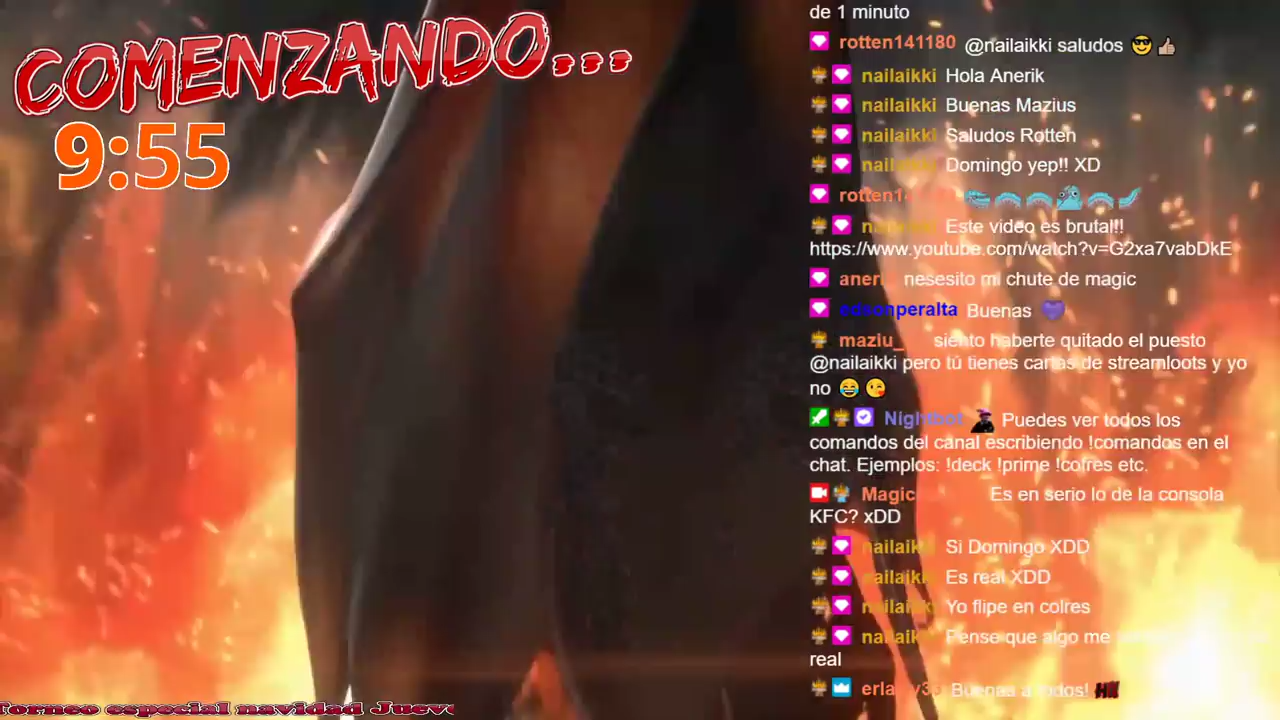 COMENZANDO...
9:55
de 1 minuto
rotten141180 @nailaikki saludos 😎 👍🏼
nailaikki Hola Anerik
nailaikki Buenas Mazius
nailaikki Saludos Rotten
Domingo yep!! XD
Este video es brutal!!
https://www.youtube.com/watch?v=G2xa7vabDkE
nesesito mi chute de magic
edsonperalta Buenas 💜
maziu_ siento haberte quitado el puesto
@nailaikki pero tú tienes cartas de streamloots y yo
no 😂 😘
Nightbot Puedes ver todos los
comandos del canal escribiendo !comandos en el
chat. Ejemplos: !deck !prime !cofres etc.
Magic Es en serio lo de la consola
KFC? xDD
nailaikki Si Domingo XDD
nailaikki Es real XDD
Yo flipe en colres
Pense que algo me
real
Buenas a todos!
Torneo especial navidad